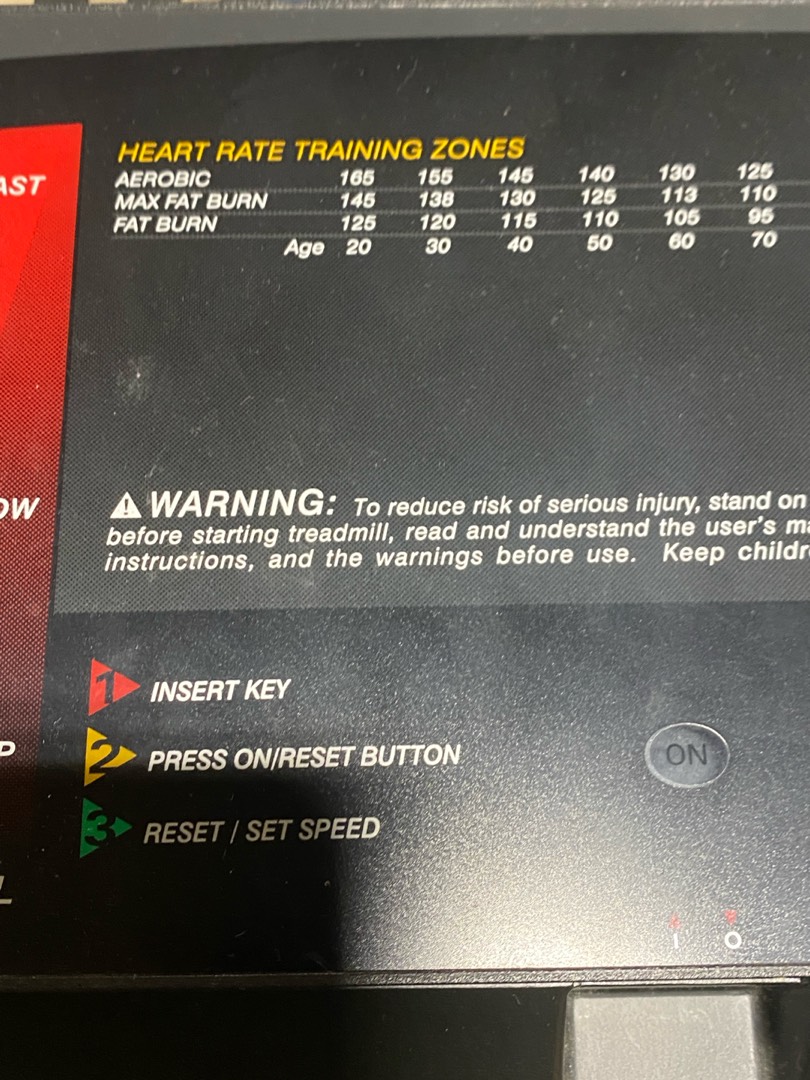 HEART RATE TRAINING ZONES
AEROBIC 165 155 145 140 130 125
MAX FAT BURN 145 138 130 125 113 110
FAT BURN 125 120 115 110 105 95
Age 20 30 40 50 60 70
AST
OW
⚠ WARNING: To reduce risk of serious injury, stand on
before starting treadmill, read and understand the user's m
instructions, and the warnings before use. Keep childr
1 INSERT KEY
2 PRESS ON/RESET BUTTON
ON
P
3 RESET / SET SPEED
L
I O